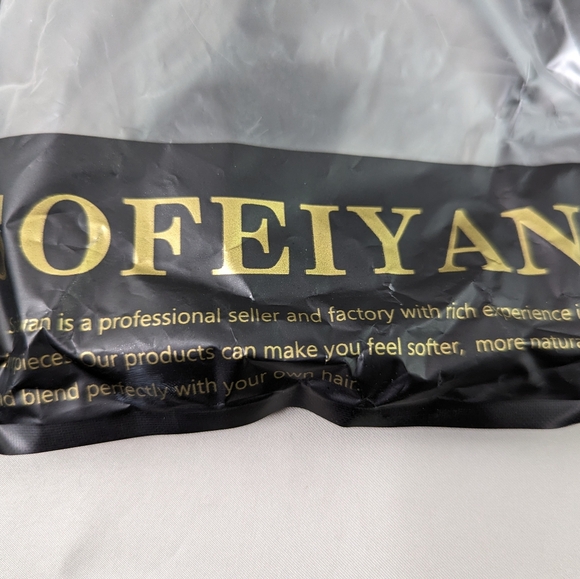 OFEIYAN
is a professional seller and factory with rich experience
piece. Our products can make you feel softer, more natura
blend perfectly with your own hair.